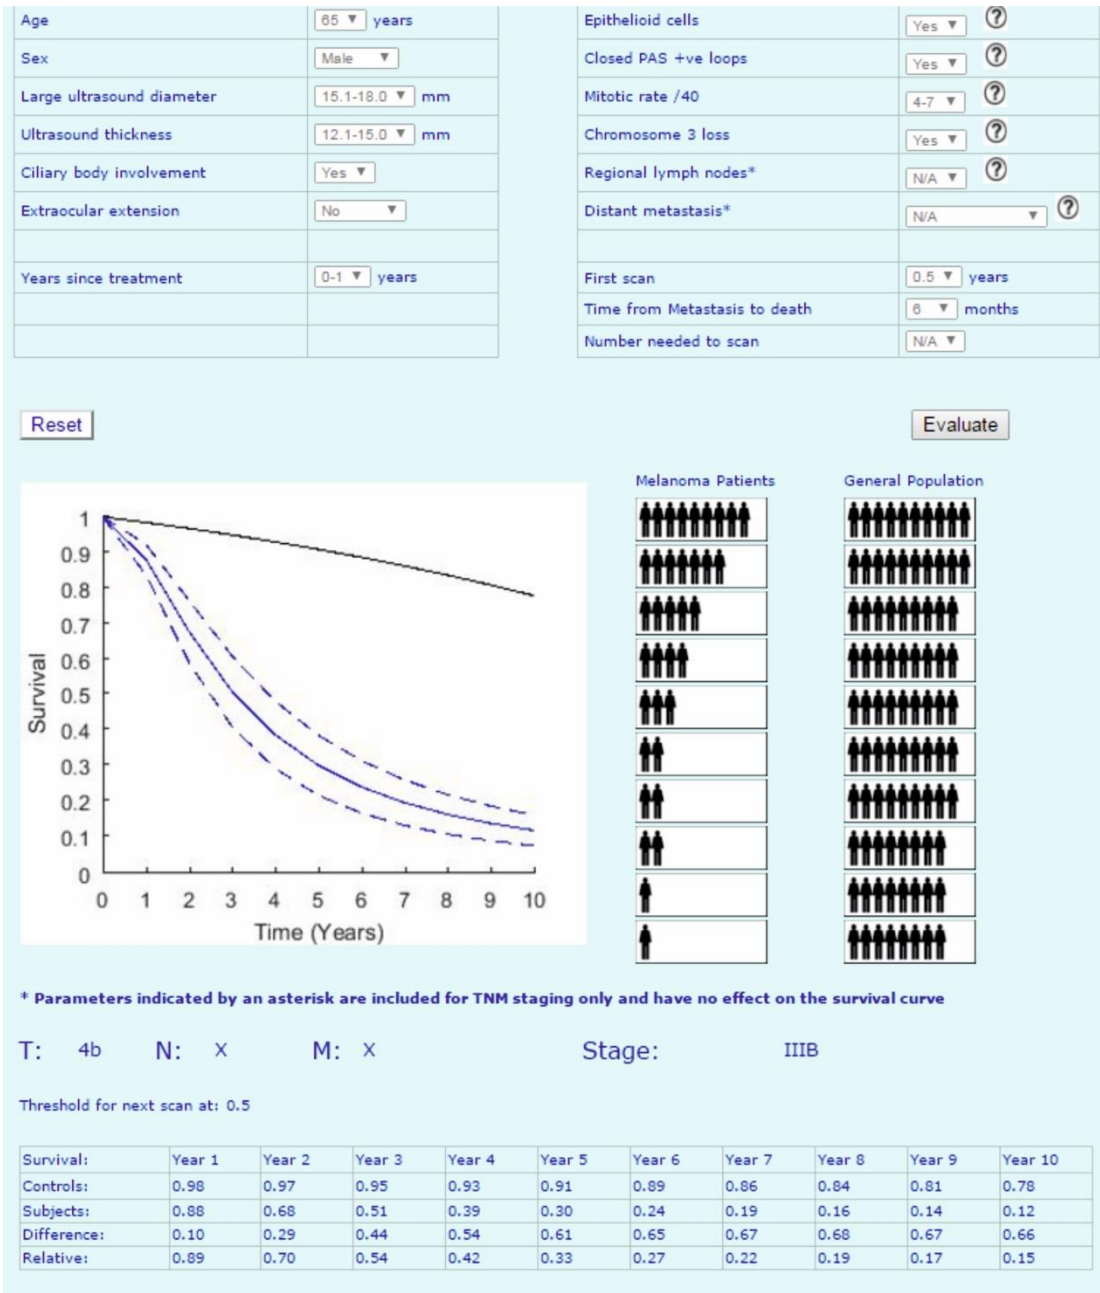 Age 65 years Epithelioid cells Yes ?
Sex Male Closed PAS +ve loops Yes ?
Large ultrasound diameter 15.1-18.0 mm Mitotic rate /40 4-7 ?
Ultrasound thickness 12.1-15.0 mm Chromosome 3 loss Yes ?
Ciliary body involvement Yes Regional lymph nodes* N/A ?
Extraocular extension No Distant metastasis* N/A ?
Years since treatment 0-1 years First scan 0.5 years
Time from Metastasis to death 6 months
Number needed to scan N/A
Reset Evaluate
Melanoma Patients General Population
1
0.9
0.8
0.7
0.6
0.5
0.4
0.3
0.2
0.1
0
Survival
0 1 2 3 4 5 6 7 8 9 10
Time (Years)
* Parameters indicated by an asterisk are included for TNM staging only and have no effect on the survival curve
T: 4b N: X M: X Stage: IIIB
Threshold for next scan at: 0.5
Survival: Year 1 Year 2 Year 3 Year 4 Year 5 Year 6 Year 7 Year 8 Year 9 Year 10
Controls: 0.98 0.97 0.95 0.93 0.91 0.89 0.86 0.84 0.81 0.78
Subjects: 0.88 0.68 0.51 0.39 0.30 0.24 0.19 0.16 0.14 0.12
Difference: 0.10 0.29 0.44 0.54 0.61 0.65 0.67 0.68 0.67 0.66
Relative: 0.89 0.70 0.54 0.42 0.33 0.27 0.22 0.19 0.17 0.15